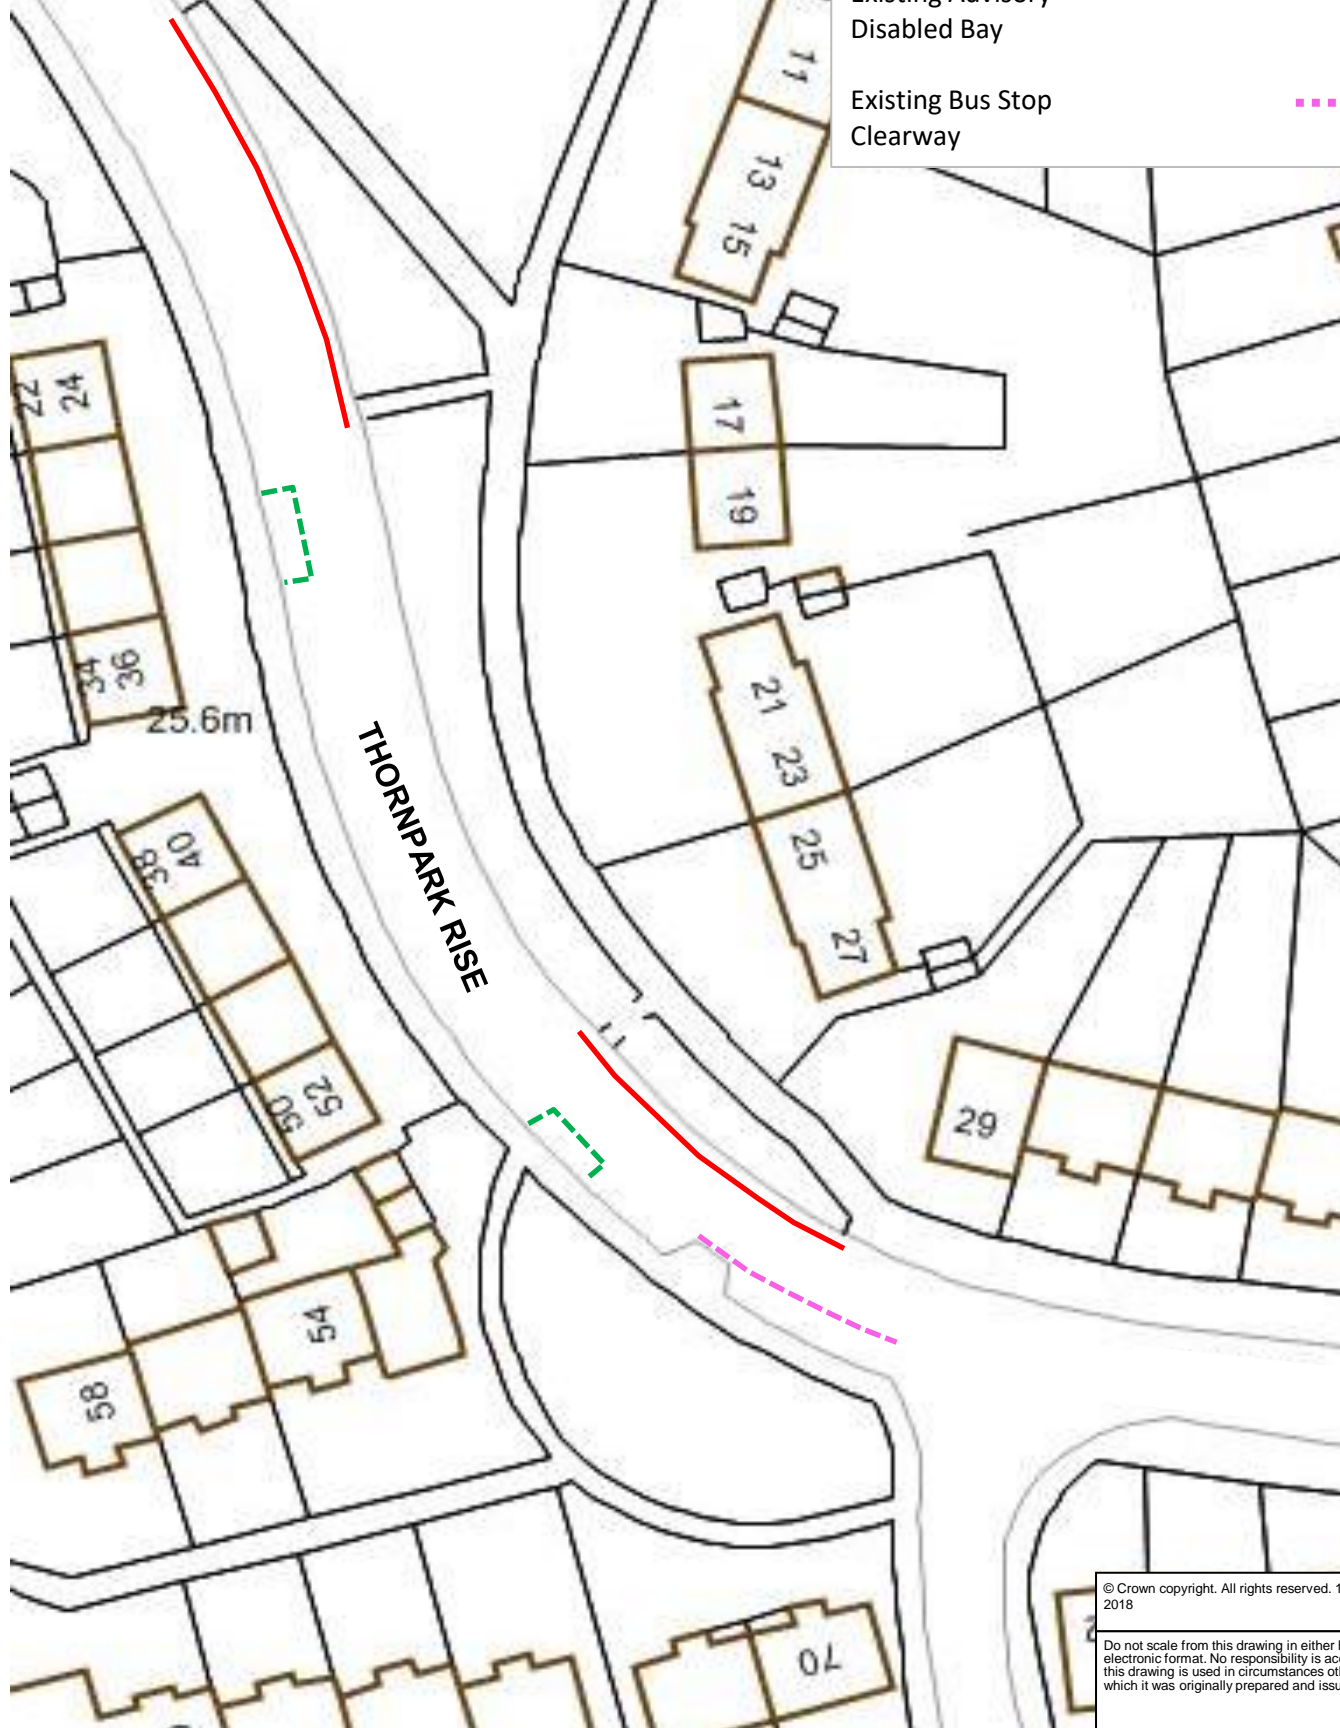 Existing Advisory
Disabled Bay
Existing Bus Stop
Clearway
11
13
15
17
19
22
24
34
36
25.6m
21
23
THORNPARK RISE
38
40
25
27
50
52
29
54
58
70
© Crown copyright. All rights reserved. 1
2018
Do not scale from this drawing in either
electronic format. No responsibility is
this drawing is used in circumstances
which it was originally prepared and